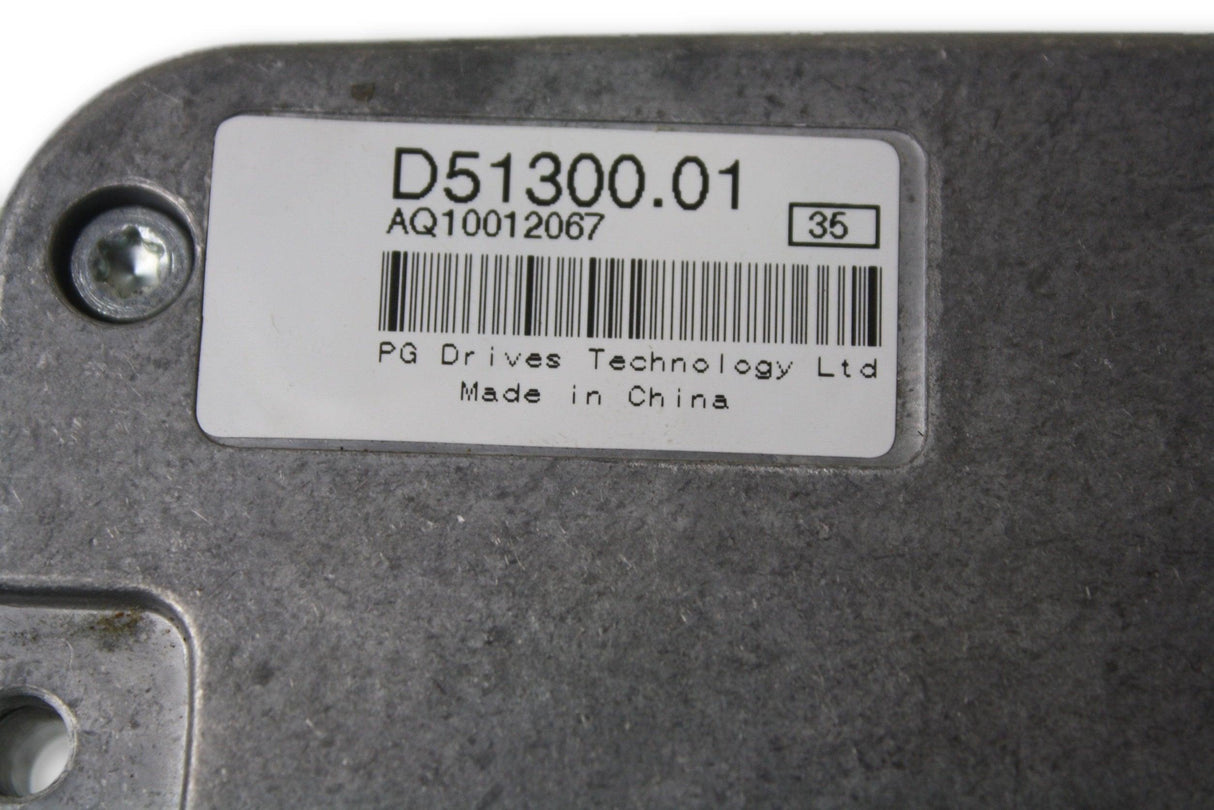 D51300.01
AQ10012067
35
PG Drives Technology Ltd
Made in China